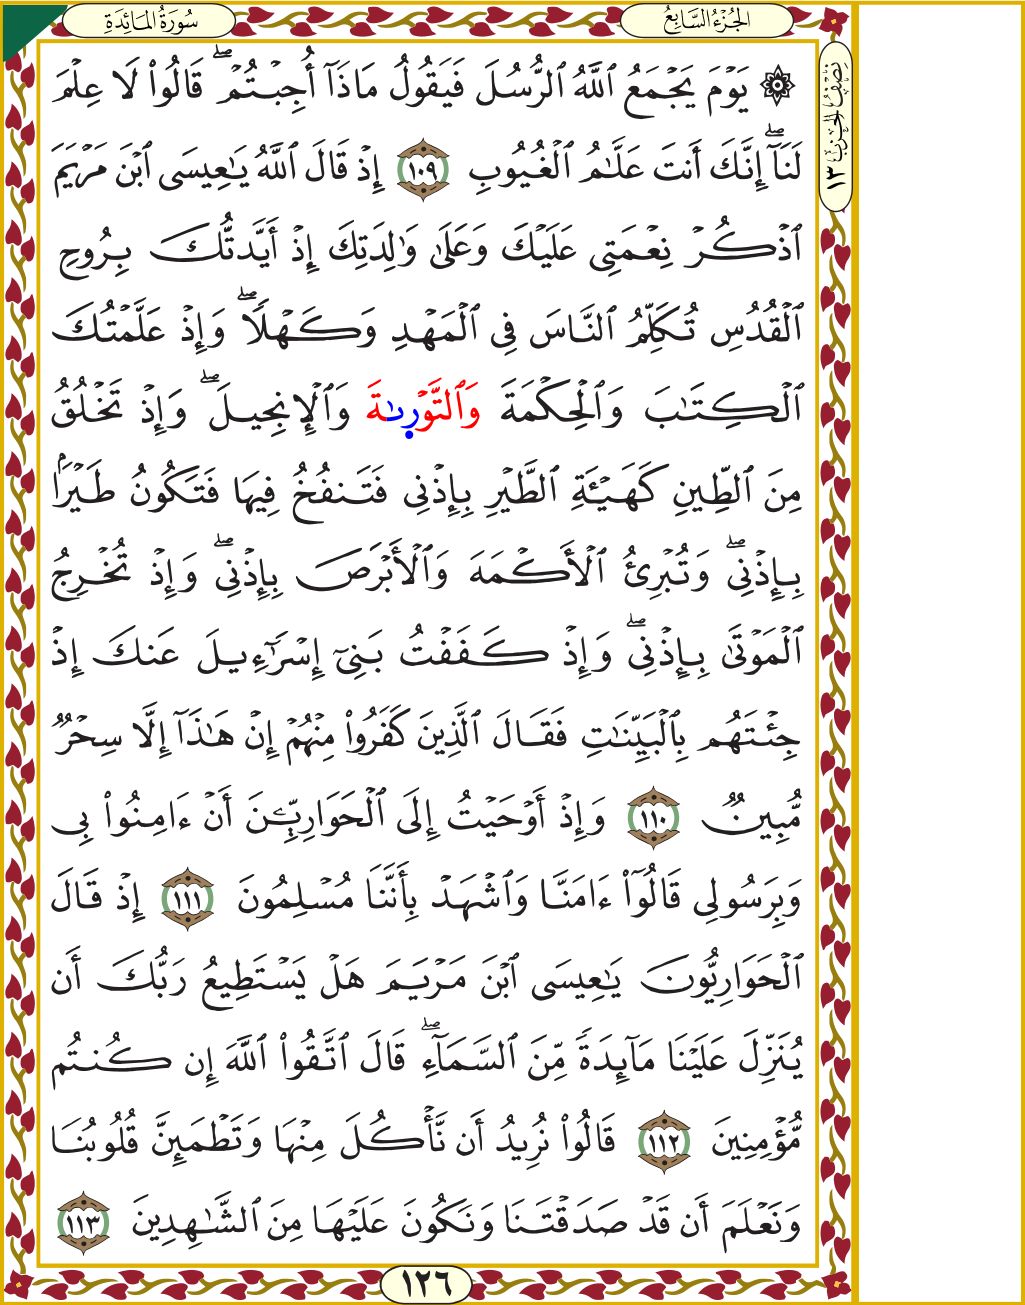 سُورَةُ المَائِدَةِ
الجُزْءُ السَّابِعُ
نِصْفُ الحِزْبِ ١٣
۞ يَوْمَ يَجْمَعُ ٱللَّهُ ٱلرُّسُلَ فَيَقُولُ مَاذَآ أُجِبْتُمْ ۖ قَالُوا۟ لَا عِلْمَ
لَنَآ ۖ إِنَّكَ أَنتَ عَلَّٰمُ ٱلْغُيُوبِ ١٠٩ إِذْ قَالَ ٱللَّهُ يَٰعِيسَى ٱبْنَ مَرْيَمَ
ٱذْكُرْ نِعْمَتِى عَلَيْكَ وَعَلَىٰ وَٰلِدَتِكَ إِذْ أَيَّدتُّكَ بِرُوحِ
ٱلْقُدُسِ تُكَلِّمُ ٱلنَّاسَ فِى ٱلْمَهْدِ وَكَهْلًا ۖ وَإِذْ عَلَّمْتُكَ
ٱلْكِتَٰبَ وَٱلْحِكْمَةَ وَٱلتَّوْرىٰةَ وَٱلْإِنجِيلَ ۖ وَإِذْ تَخْلُقُ
مِنَ ٱلطِّينِ كَهَيْـَٔةِ ٱلطَّيْرِ بِإِذْنِى فَتَنفُخُ فِيهَا فَتَكُونُ طَيْرًۢا
بِإِذْنِى ۖ وَتُبْرِئُ ٱلْأَكْمَهَ وَٱلْأَبْرَصَ بِإِذْنِى ۖ وَإِذْ تُخْرِجُ
ٱلْمَوْتَىٰ بِإِذْنِى ۖ وَإِذْ كَفَفْتُ بَنِىٓ إِسْرَٰٓءِيلَ عَنكَ إِذْ
جِئْتَهُم بِٱلْبَيِّنَٰتِ فَقَالَ ٱلَّذِينَ كَفَرُوا۟ مِنْهُمْ إِنْ هَٰذَآ إِلَّا سِحْرٌ
مُّبِينٌ ١١٠ وَإِذْ أَوْحَيْتُ إِلَى ٱلْحَوَارِيِّـۧنَ أَنْ ءَامِنُوا۟ بِى
وَبِرَسُولِى قَالُوٓا۟ ءَامَنَّا وَٱشْهَدْ بِأَنَّنَا مُسْلِمُونَ ١١١ إِذْ قَالَ
ٱلْحَوَارِيُّونَ يَٰعِيسَى ٱبْنَ مَرْيَمَ هَلْ يَسْتَطِيعُ رَبُّكَ أَن
يُنَزِّلَ عَلَيْنَا مَآئِدَةً مِّنَ ٱلسَّمَآءِ ۖ قَالَ ٱتَّقُوا۟ ٱللَّهَ إِن كُنتُم
مُّؤْمِنِينَ ١١٢ قَالُوا۟ نُرِيدُ أَن نَّأْكُلَ مِنْهَا وَتَطْمَئِنَّ قُلُوبُنَا
وَنَعْلَمَ أَن قَدْ صَدَقْتَنَا وَنَكُونَ عَلَيْهَا مِنَ ٱلشَّٰهِدِينَ ١١٣
١٢٦